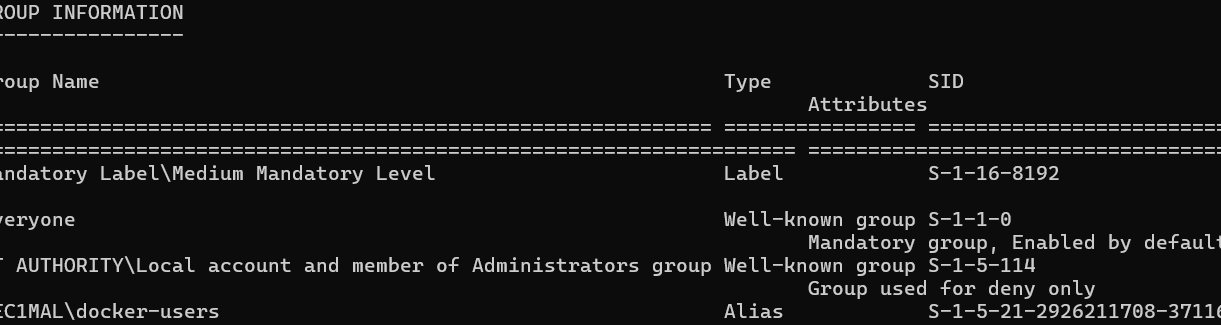 ROUP INFORMATION
----------------
roup Name Type SID
Attributes
============================================================ ================ =========================
=================================================================== ===================================
andatory Label\Medium Mandatory Level Label S-1-16-8192
veryone Well-known group S-1-1-0
Mandatory group, Enabled by default
T AUTHORITY\Local account and member of Administrators group Well-known group S-1-5-114
Group used for deny only
EC1MAL\docker-users Alias S-1-5-21-2926211708-37116